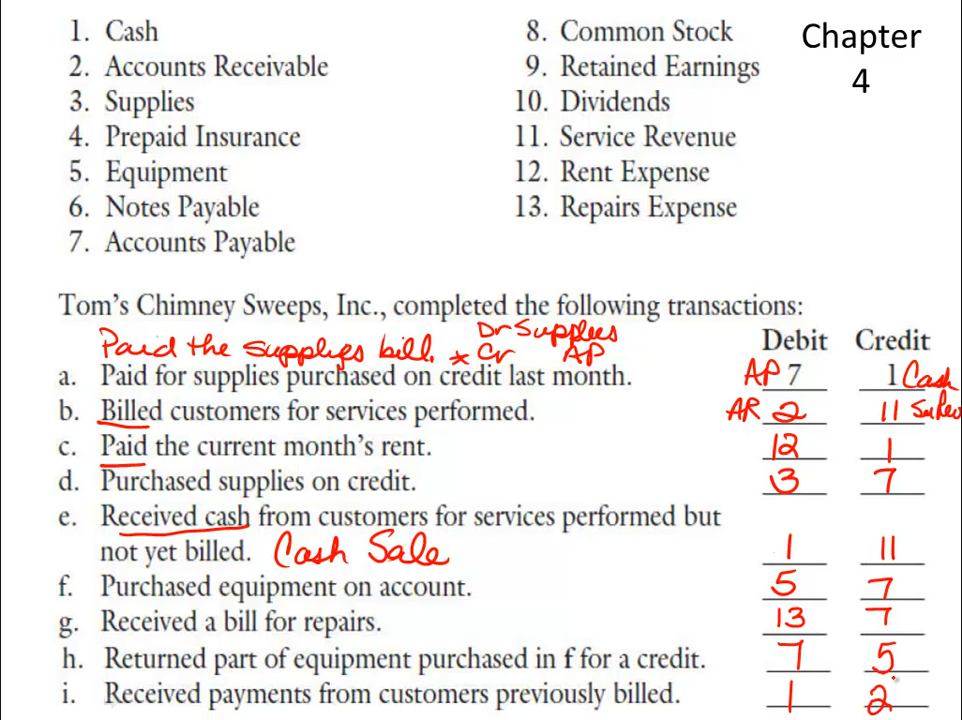 1. Cash
2. Accounts Receivable
3. Supplies
4. Prepaid Insurance
5. Equipment
6. Notes Payable
7. Accounts Payable
8. Common Stock
9. Retained Earnings
10. Dividends
11. Service Revenue
12. Rent Expense
13. Repairs Expense
Chapter
4
Tom's Chimney Sweeps, Inc., completed the following transactions:
Dr Supplies
Paid the supplies bill. * Cr AP
Debit Credit
a. Paid for supplies purchased on credit last month. AP 7 1 Cash
b. Billed customers for services performed. AR 2 11 SuRev
c. Paid the current month's rent. 12 1
d. Purchased supplies on credit. 3 7
e. Received cash from customers for services performed but
not yet billed. Cash Sale 1 11
f. Purchased equipment on account. 5 7
g. Received a bill for repairs. 13 7
h. Returned part of equipment purchased in f for a credit. 7 5
i. Received payments from customers previously billed. 1 2